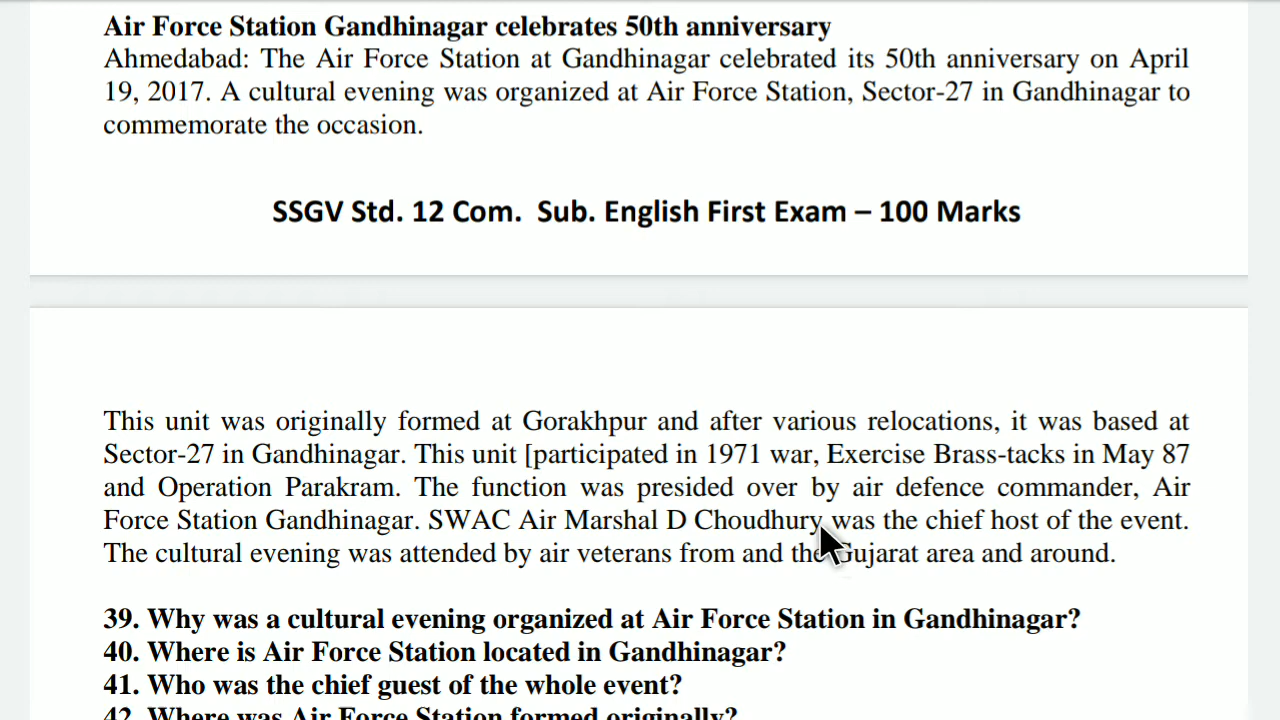 Air Force Station Gandhinagar celebrates 50th anniversary
Ahmedabad: The Air Force Station at Gandhinagar celebrated its 50th anniversary on April
19, 2017. A cultural evening was organized at Air Force Station, Sector-27 in Gandhinagar to
commemorate the occasion.
SSGV Std. 12 Com. Sub. English First Exam – 100 Marks
This unit was originally formed at Gorakhpur and after various relocations, it was based at
Sector-27 in Gandhinagar. This unit [participated in 1971 war, Exercise Brass-tacks in May 87
and Operation Parakram. The function was presided over by air defence commander, Air
Force Station Gandhinagar. SWAC Air Marshal D Choudhury was the chief host of the event.
The cultural evening was attended by air veterans from and the Gujarat area and around.
39. Why was a cultural evening organized at Air Force Station in Gandhinagar?
40. Where is Air Force Station located in Gandhinagar?
41. Who was the chief guest of the whole event?
42. Where was Air Force Station formed originally?